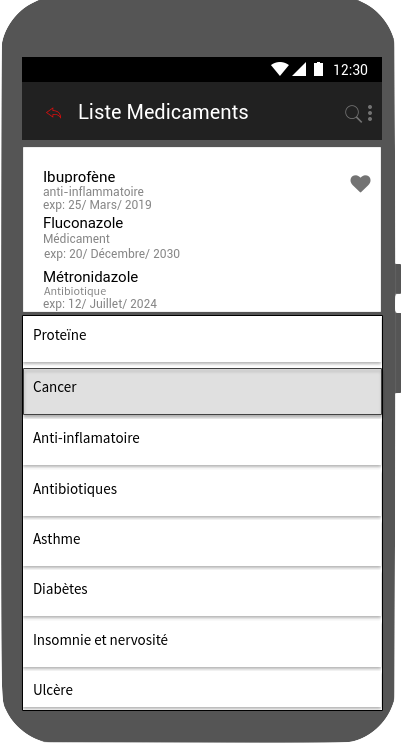 12:30
Liste Medicaments
Ibuprofène
anti-inflammatoire
exp: 25/ Mars/ 2019
Fluconazole
Médicament
exp: 20/ Décembre/ 2030
Métronidazole
Antibiotique
exp: 12/ Juillet/ 2024
Proteïne
Cancer
Anti-inflamatoire
Antibiotiques
Asthme
Diabètes
Insomnie et nervosité
Ulcère